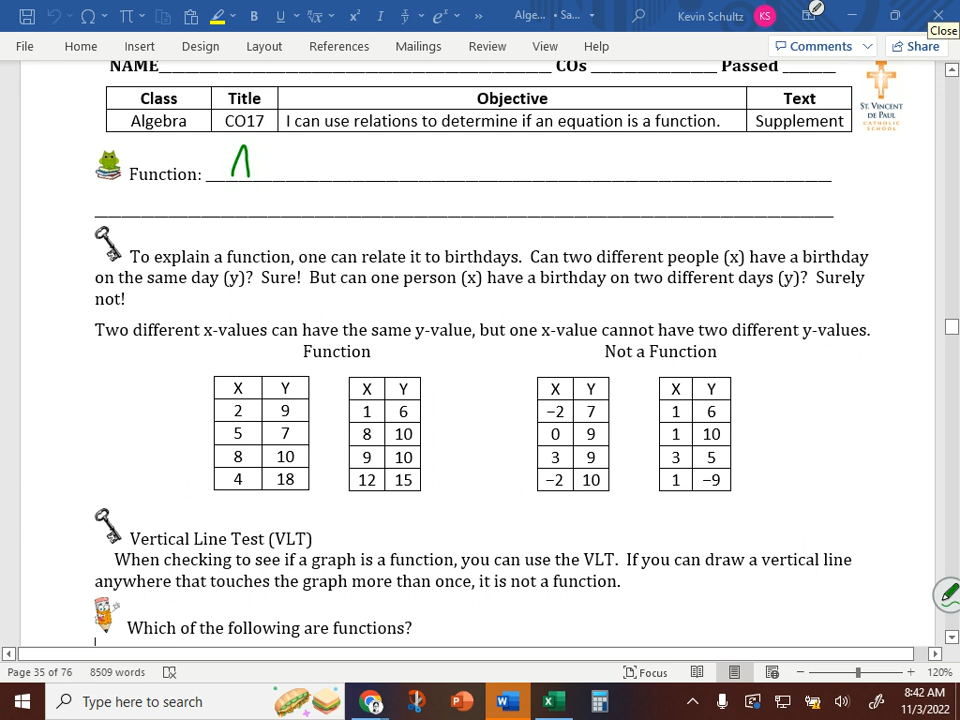 Alge... • Sa...
Kevin Schultz
KS
Close
File Home Insert Draw Design Layout References Mailings Review View Help
Comments
Share
NAME________ COs ________ Passed ________
Class Title Objective Text
Algebra CO17 I can use relations to determine if an equation is a function. Supplement
ST. VINCENT
DE PAUL
CATHOLIC
SCHOOL
Function: ________
To explain a function, one can relate it to birthdays. Can two different people (x) have a birthday
on the same day (y)? Sure! But can one person (x) have a birthday on two different days (y)? Surely
not!
Two different x-values can have the same y-value, but one x-value cannot have two different y-values.
Function Not a Function
X Y X Y X Y X Y
2 9 1 6 −2 7 1 6
5 7 8 10 0 9 1 10
8 10 9 10 3 9 3 5
4 18 12 15 −2 10 1 −9
Vertical Line Test (VLT)
When checking to see if a graph is a function, you can use the VLT. If you can draw a vertical line
anywhere that touches the graph more than once, it is not a function.
Which of the following are functions?
Page 35 of 76 8509 words Focus 120%
Type here to search
8:42 AM
11/3/2022